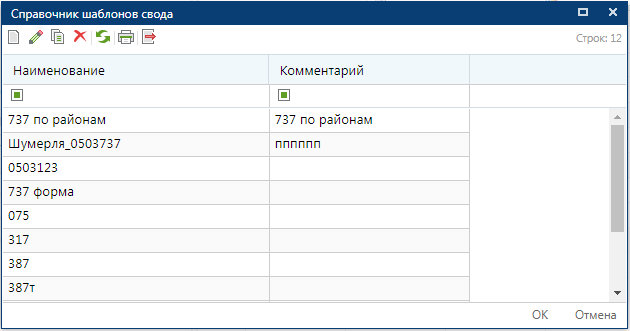 Справочник шаблонов свода
Строк: 12
Наименование Комментарий
737 по районам 737 по районам
Шумерля_0503737 пппппп
0503123
737 форма
075
317
387
387т
ОК Отмена